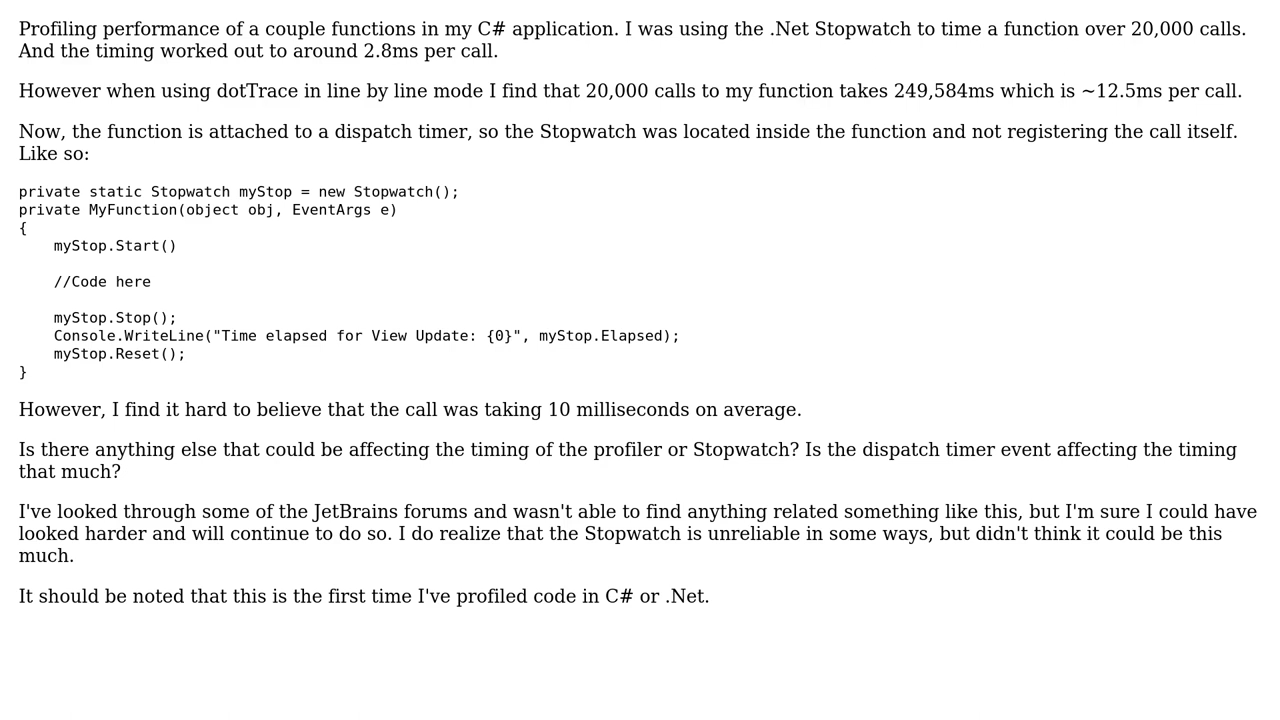 Profiling performance of a couple functions in my C# application. I was using the .Net Stopwatch to time a function over 20,000 calls.
And the timing worked out to around 2.8ms per call.
However when using dotTrace in line by line mode I find that 20,000 calls to my function takes 249,584ms which is ~12.5ms per call.
Now, the function is attached to a dispatch timer, so the Stopwatch was located inside the function and not registering the call itself.
Like so:
private static Stopwatch myStop = new Stopwatch();
private MyFunction(object obj, EventArgs e)
{
    myStop.Start()
    //Code here
    myStop.Stop();
    Console.WriteLine("Time elapsed for View Update: {0}", myStop.Elapsed);
    myStop.Reset();
}
However, I find it hard to believe that the call was taking 10 milliseconds on average.
Is there anything else that could be affecting the timing of the profiler or Stopwatch? Is the dispatch timer event affecting the timing
that much?
I've looked through some of the JetBrains forums and wasn't able to find anything related something like this, but I'm sure I could have
looked harder and will continue to do so. I do realize that the Stopwatch is unreliable in some ways, but didn't think it could be this
much.
It should be noted that this is the first time I've profiled code in C# or .Net.